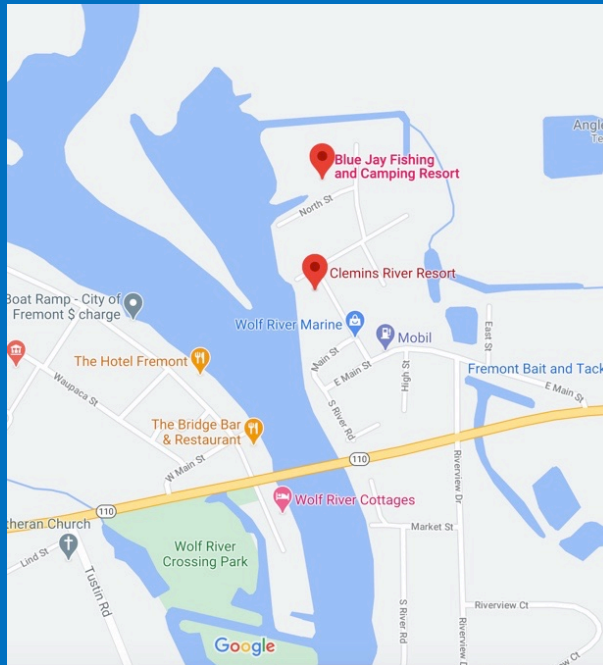 Angle
Te
Blue Jay Fishing
and Camping Resort
North St
Clemins River Resort
Boat Ramp - City of
Fremont $ charge
Wolf River Marine
Mobil
East St
The Hotel Fremont
Main St
Fremont Bait and Tack
E Main St
High St
E Main St
Waupaca St
S River Rd
The Bridge Bar
& Restaurant
W Main St
110
Riverview Dr
Wolf River Cottages
110
Market St
theran Church
Wolf River
Crossing Park
Lind St
Tustin Rd
S River Rd
Riverview Ct
Riverview D
Google
ew Ct